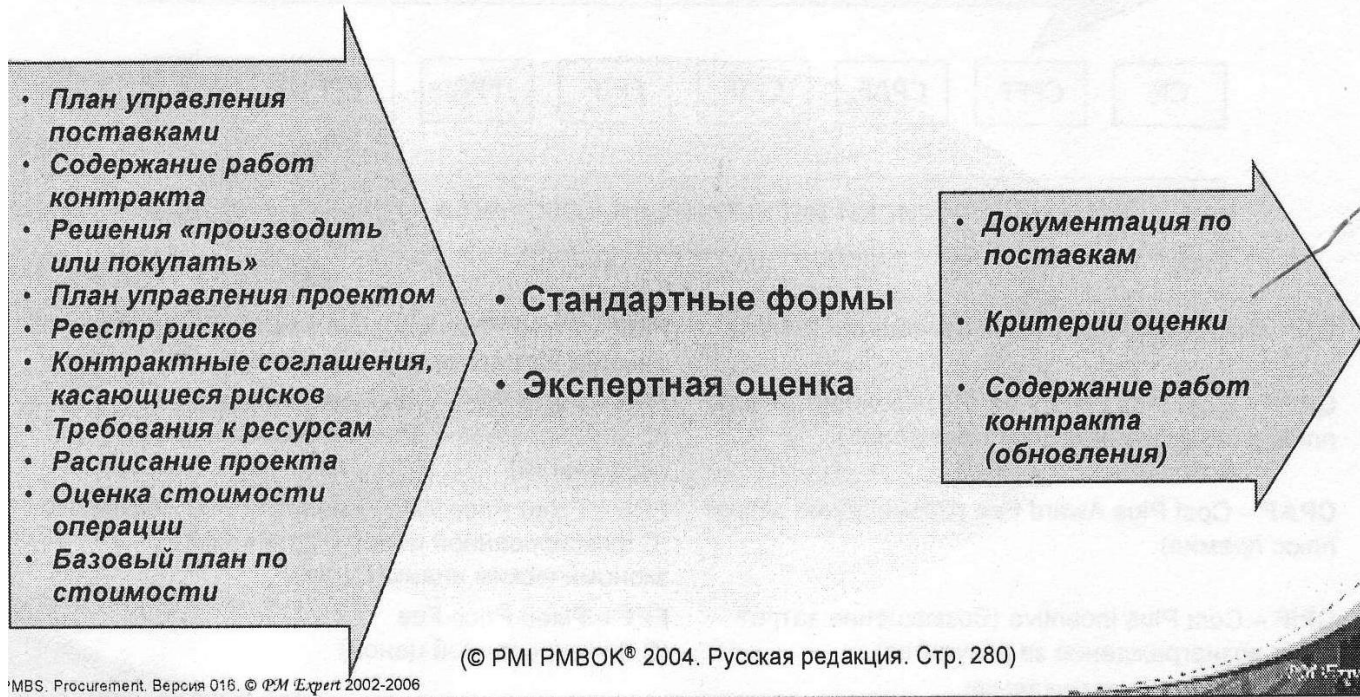 • План управления
поставками
• Содержание работ
контракта
• Решения «производить
или покупать»
• План управления проектом
• Реестр рисков
• Контрактные соглашения,
касающиеся рисков
• Требования к ресурсам
• Расписание проекта
• Оценка стоимости
операции
• Базовый план по
стоимости
• Стандартные формы
• Экспертная оценка
• Документация по
поставкам
• Критерии оценки
• Содержание работ
контракта
(обновления)
(© PMI PMBOK® 2004. Русская редакция. Стр. 280)
PMBS. Procurement. Версия 016. © PM Expert 2002-2006